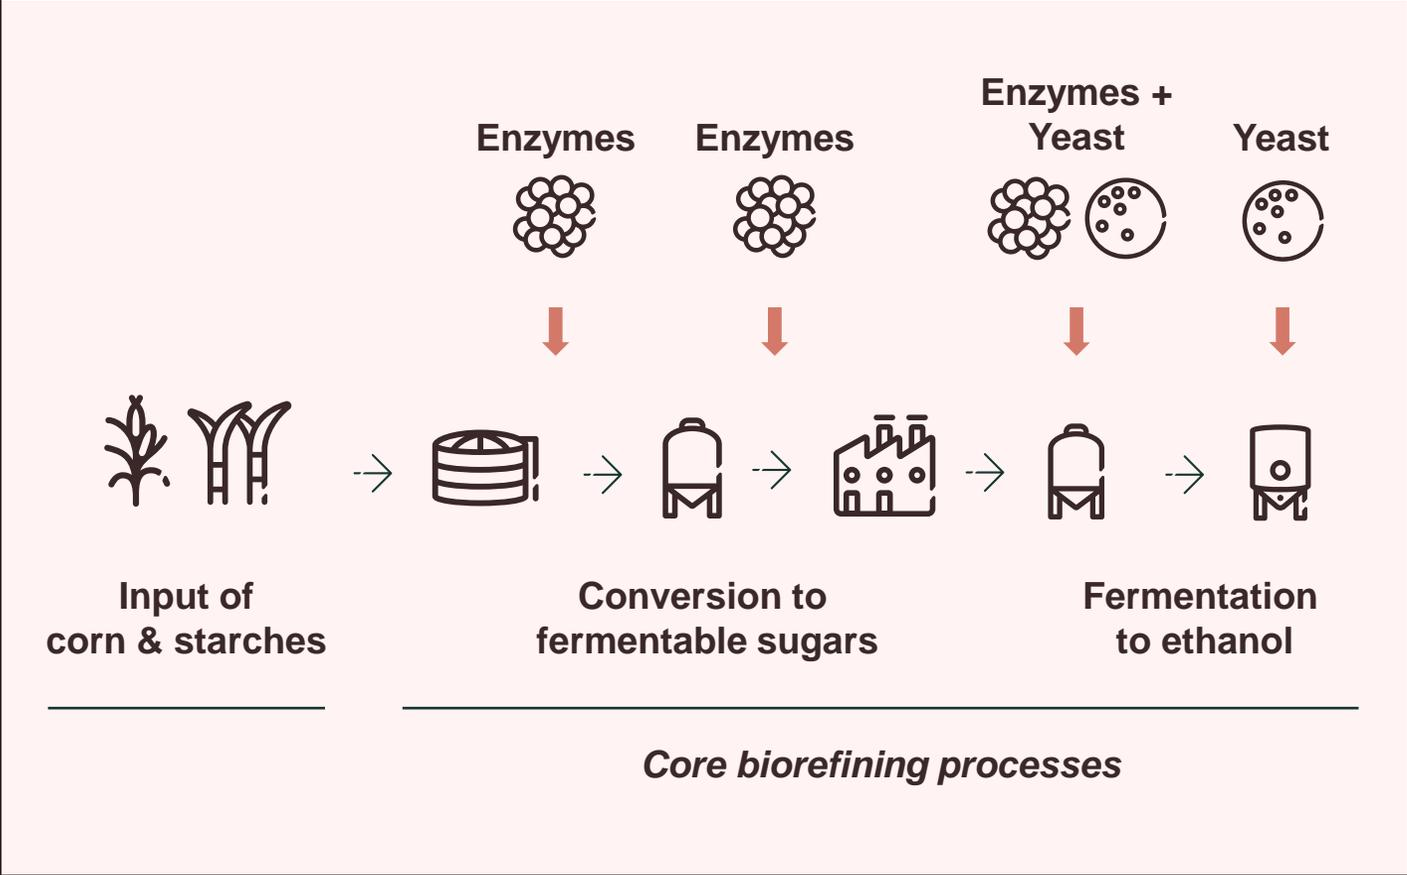 Enzymes
Enzymes
Enzymes +
Yeast
Yeast
Input of
corn & starches
Conversion to
fermentable sugars
Fermentation
to ethanol
Core biorefining processes